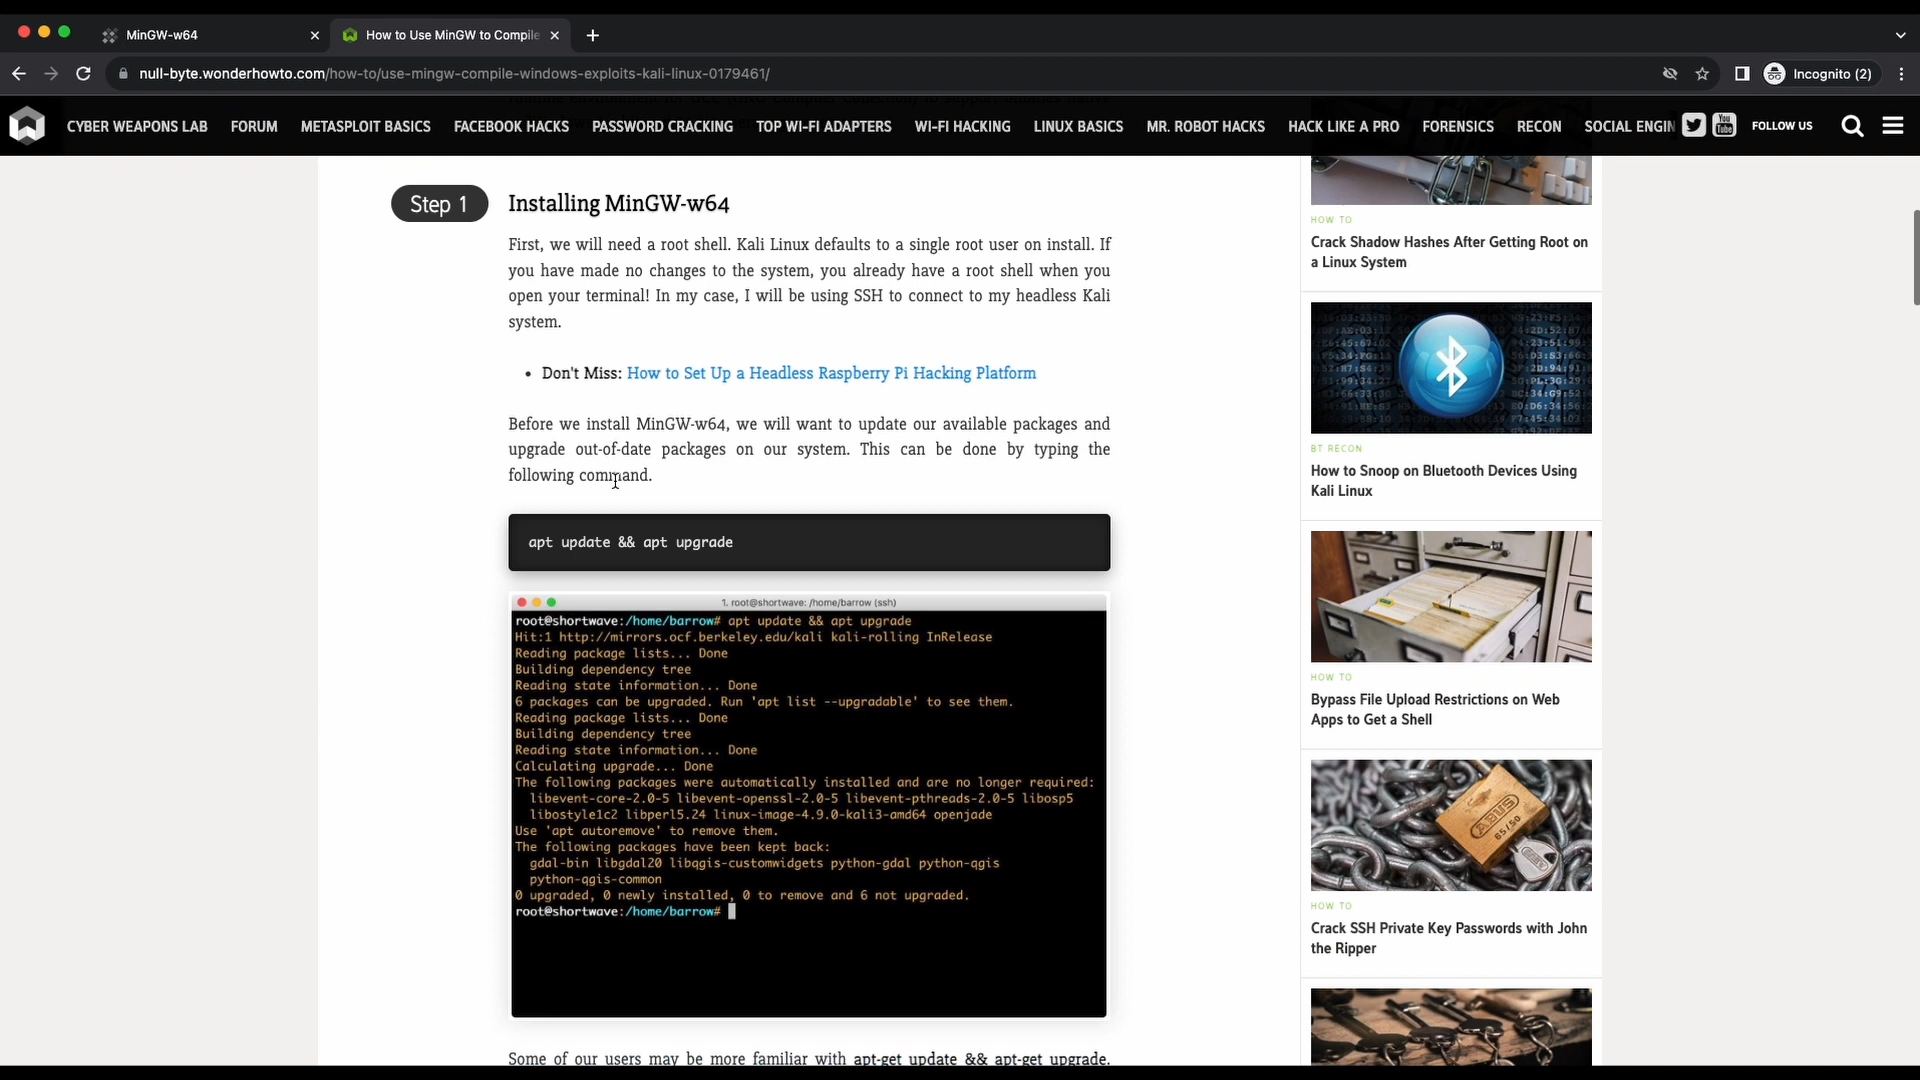 MinGW-w64
How to Use MinGW to Compile
null-byte.wonderhowto.com/how-to/use-mingw-compile-windows-exploits-kali-linux-0179461/
Incognito (2)
CYBER WEAPONS LAB FORUM METASPLOIT BASICS FACEBOOK HACKS PASSWORD CRACKING TOP WI-FI ADAPTERS WI-FI HACKING LINUX BASICS MR. ROBOT HACKS HACK LIKE A PRO FORENSICS RECON SOCIAL ENGIN
You Tube
FOLLOW US
Step 1
Installing MinGW-w64
First, we will need a root shell. Kali Linux defaults to a single root user on install. If
you have made no changes to the system, you already have a root shell when you
open your terminal! In my case, I will be using SSH to connect to my headless Kali
system.
• Don't Miss: How to Set Up a Headless Raspberry Pi Hacking Platform
Before we install MinGW-w64, we will want to update our available packages and
upgrade out-of-date packages on our system. This can be done by typing the
following command.
apt update && apt upgrade
1. root@shortwave: /home/barrow (ssh)
root@shortwave:/home/barrow# apt update && apt upgrade
Hit:1 http://mirrors.ocf.berkeley.edu/kali kali-rolling InRelease
Reading package lists... Done
Building dependency tree
Reading state information... Done
6 packages can be upgraded. Run 'apt list --upgradable' to see them.
Reading package lists... Done
Building dependency tree
Reading state information... Done
Calculating upgrade... Done
The following packages were automatically installed and are no longer required:
libevent-core-2.0-5 libevent-openssl-2.0-5 libevent-pthreads-2.0-5 libosp5
libostyle1c2 libperl5.24 linux-image-4.9.0-kali3-amd64 openjade
Use 'apt autoremove' to remove them.
The following packages have been kept back:
gdal-bin libgdal20 libqgis-customwidgets python-gdal python-qgis
python-qgis-common
0 upgraded, 0 newly installed, 0 to remove and 6 not upgraded.
root@shortwave:/home/barrow#
Some of our users may be more familiar with apt-get update && apt-get upgrade.
HOW TO
Crack Shadow Hashes After Getting Root on
a Linux System
BT RECON
How to Snoop on Bluetooth Devices Using
Kali Linux
HOW TO
Bypass File Upload Restrictions on Web
Apps to Get a Shell
ABUS
65/50
HOW TO
Crack SSH Private Key Passwords with John
the Ripper